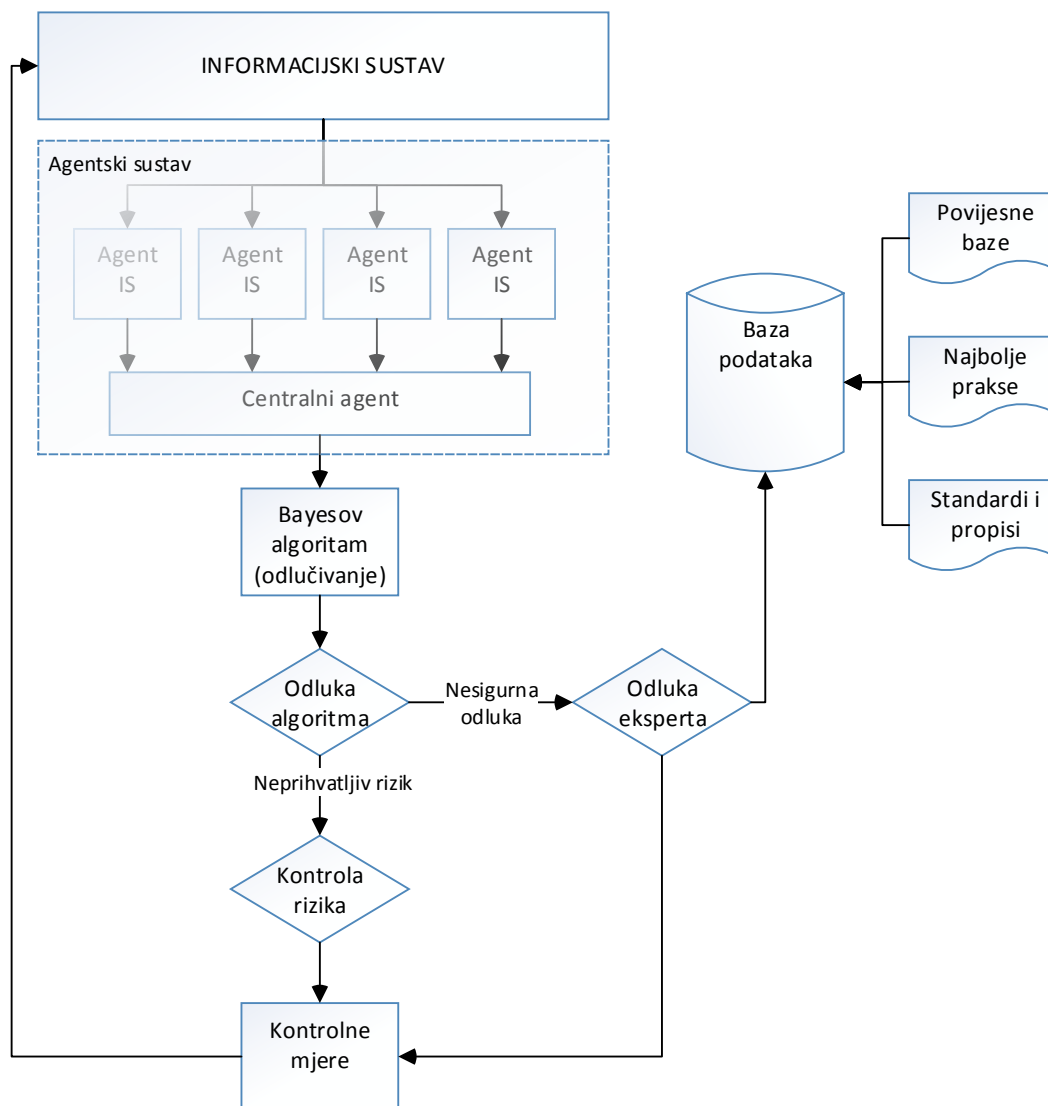 INFORMACIJSKI SUSTAV
Agentski sustav
Agent
IS
Agent
IS
Agent
IS
Agent
IS
Centralni agent
Povijesne
baze
Baza
podataka
Najbolje
prakse
Standardi i
propisi
Bayesov
algoritam
(odlučivanje)
Odluka
algoritma
Nesigurna
odluka
Odluka
eksperta
Neprihvatljiv rizik
Kontrola
rizika
Kontrolne
mjere